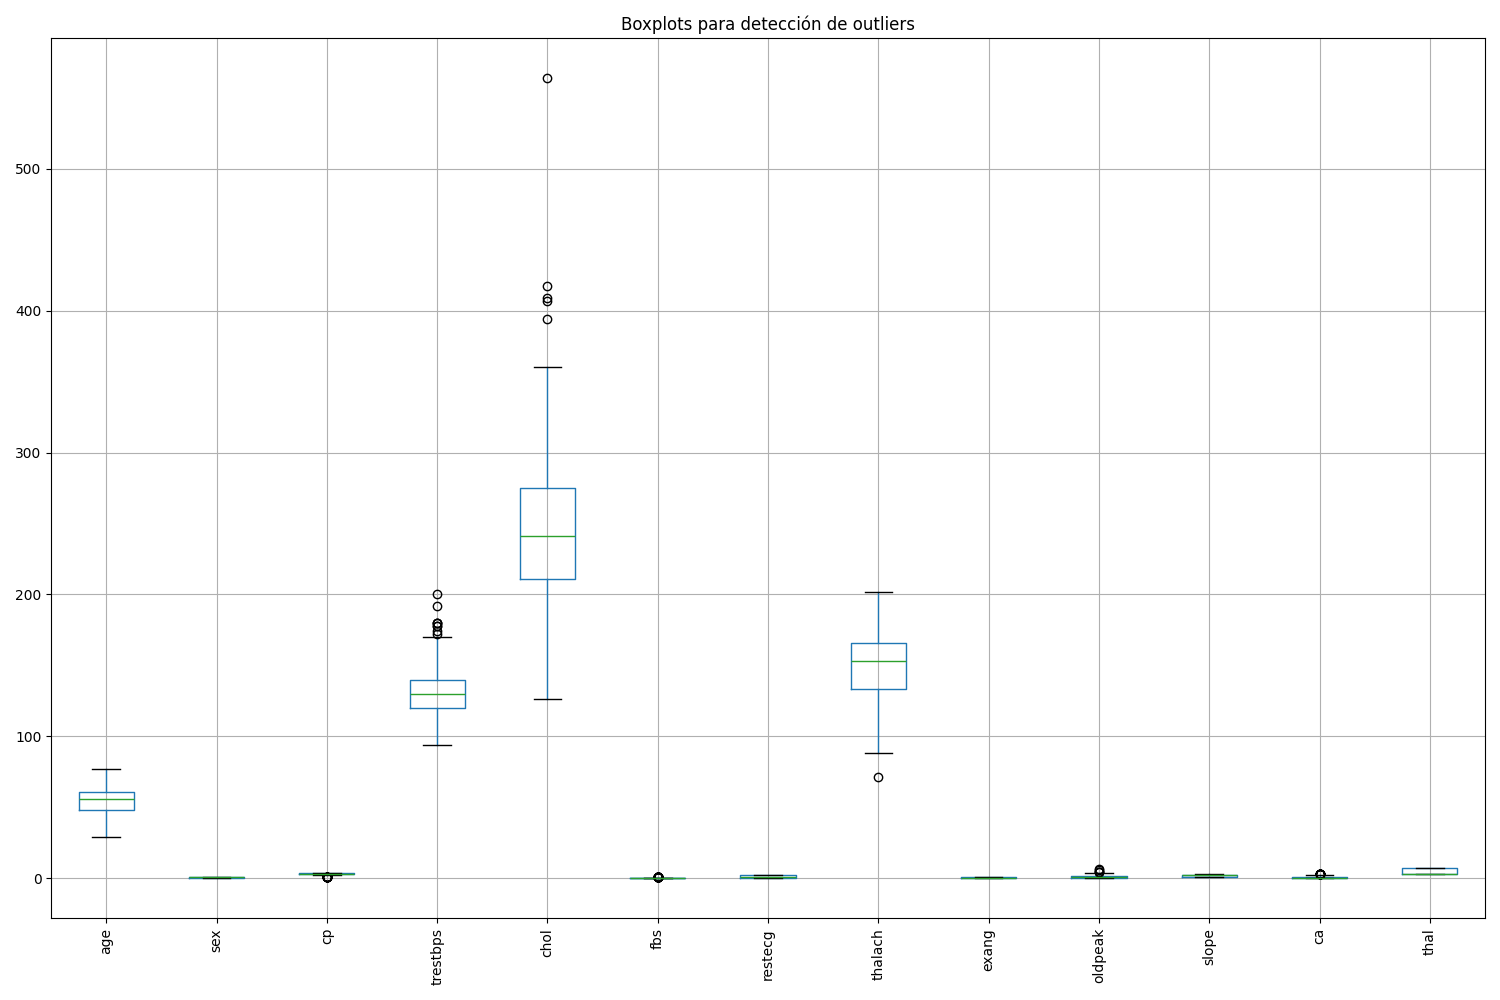 Boxplots para detección de outliers
500
400
300
200
100
0
age
sex
cp
trestbps
chol
fbs
restecg
thalach
exang
oldpeak
slope
ca
thal